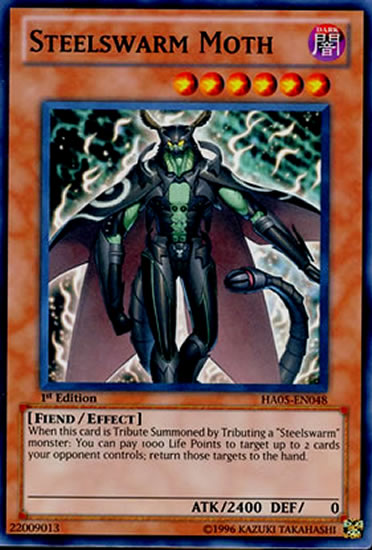 STEELSWARM MOTH
DARK
闇
1st Edition
HA05-EN048
[FIEND / EFFECT]
When this card is Tribute Summoned by Tributing a "Steelswarm"
monster: You can pay 1000 Life Points to target up to 2 cards
your opponent controls; return those targets to the hand.
ATK/2400 DEF/ 0
22009013
©1996 KAZUKI TAKAHASHI